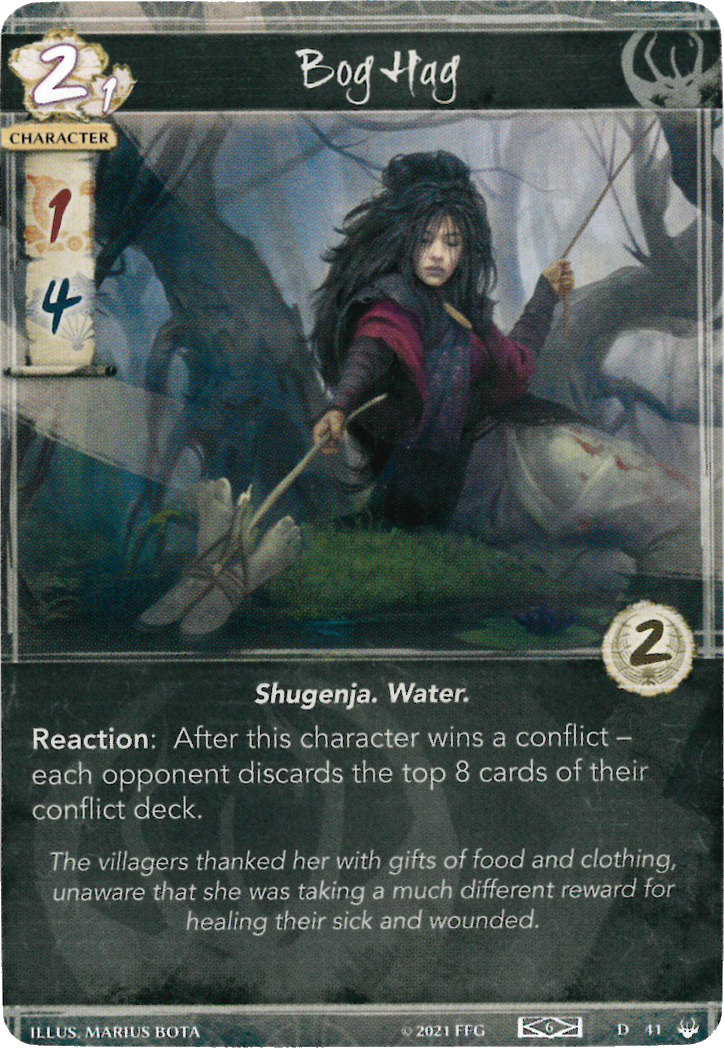 2
1
Bog Hag
CHARACTER
1
4
2
Shugenja. Water.
Reaction: After this character wins a conflict –
each opponent discards the top 8 cards of their
conflict deck.
The villagers thanked her with gifts of food and clothing,
unaware that she was taking a much different reward for
healing their sick and wounded.
ILLUS. MARIUS BOTA © 2021 FFG 6 D 41